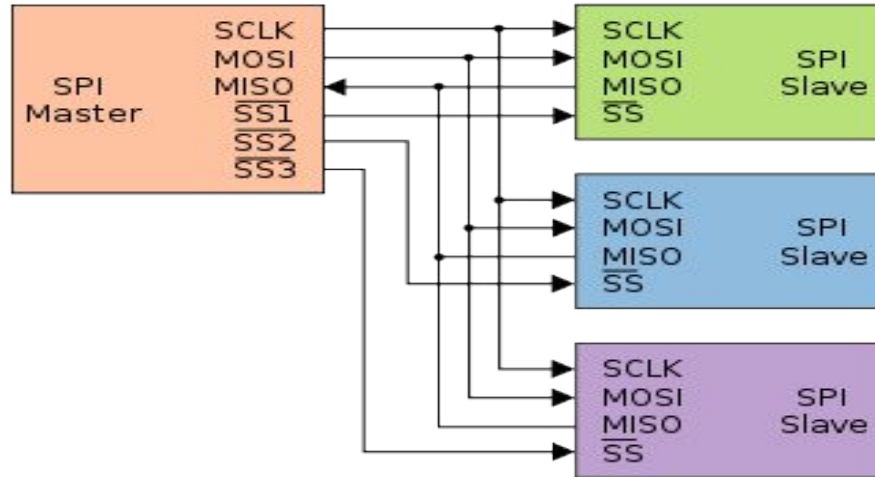 SCLK
MOSI
MISO
SS1
SS2
SS3
SPI
Master
SCLK
MOSI
MISO
SS
SPI
Slave
SCLK
MOSI
MISO
SS
SPI
Slave
SCLK
MOSI
MISO
SS
SPI
Slave